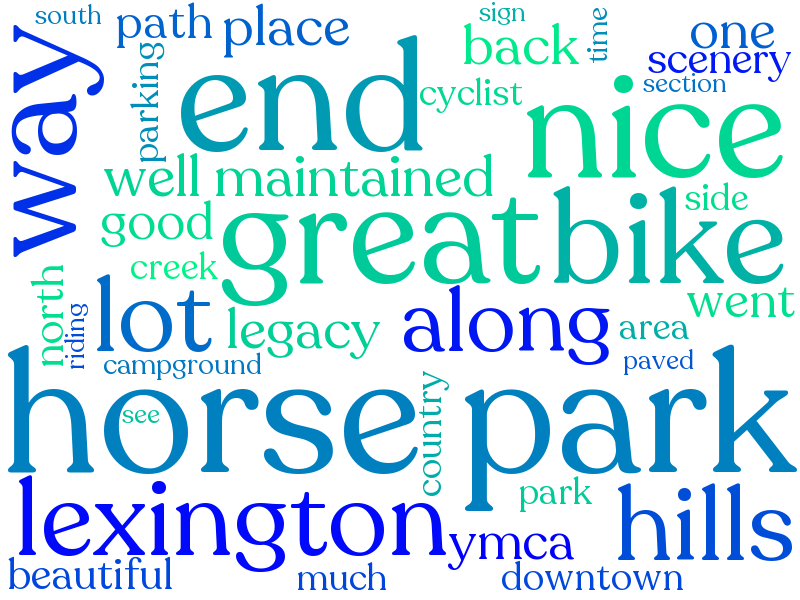 south
path
place
sign
time
one
back
scenery
way
parking
end
cyclist
section
nice
well maintained
side
good
great
bike
creek
north
riding
lot
legacy
along
went
area
campground
paved
horse park
see
country
park
lexington
hills
ymca
beautiful
much
downtown